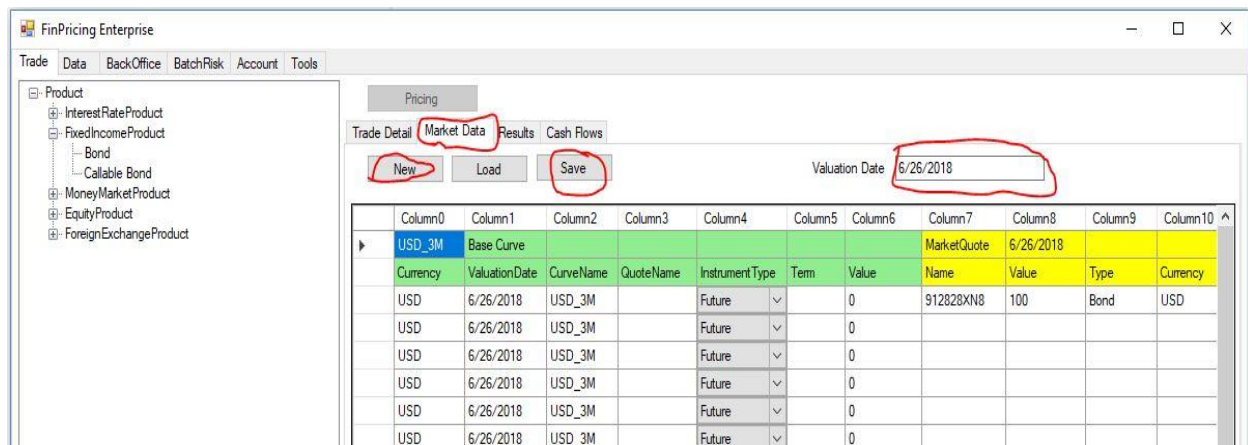 FinPricing Enterprise
Trade Data BackOffice BatchRisk Account Tools
Product
InterestRateProduct
FixedIncomeProduct
Bond
Callable Bond
MoneyMarketProduct
EquityProduct
ForeignExchangeProduct
Pricing
Trade Detail Market Data Results Cash Flows
New Load Save Valuation Date 6/26/2018
Column0 Column1 Column2 Column3 Column4 Column5 Column6 Column7 Column8 Column9 Column10
USD_3M Base Curve MarketQuote 6/26/2018
Currency ValuationDate CurveName QuoteName InstrumentType Term Value Name Value Type Currency
USD 6/26/2018 USD_3M Future 0 912828XN8 100 Bond USD
USD 6/26/2018 USD_3M Future 0
USD 6/26/2018 USD_3M Future 0
USD 6/26/2018 USD_3M Future 0
USD 6/26/2018 USD_3M Future 0
USD 6/26/2018 USD_3M Future 0